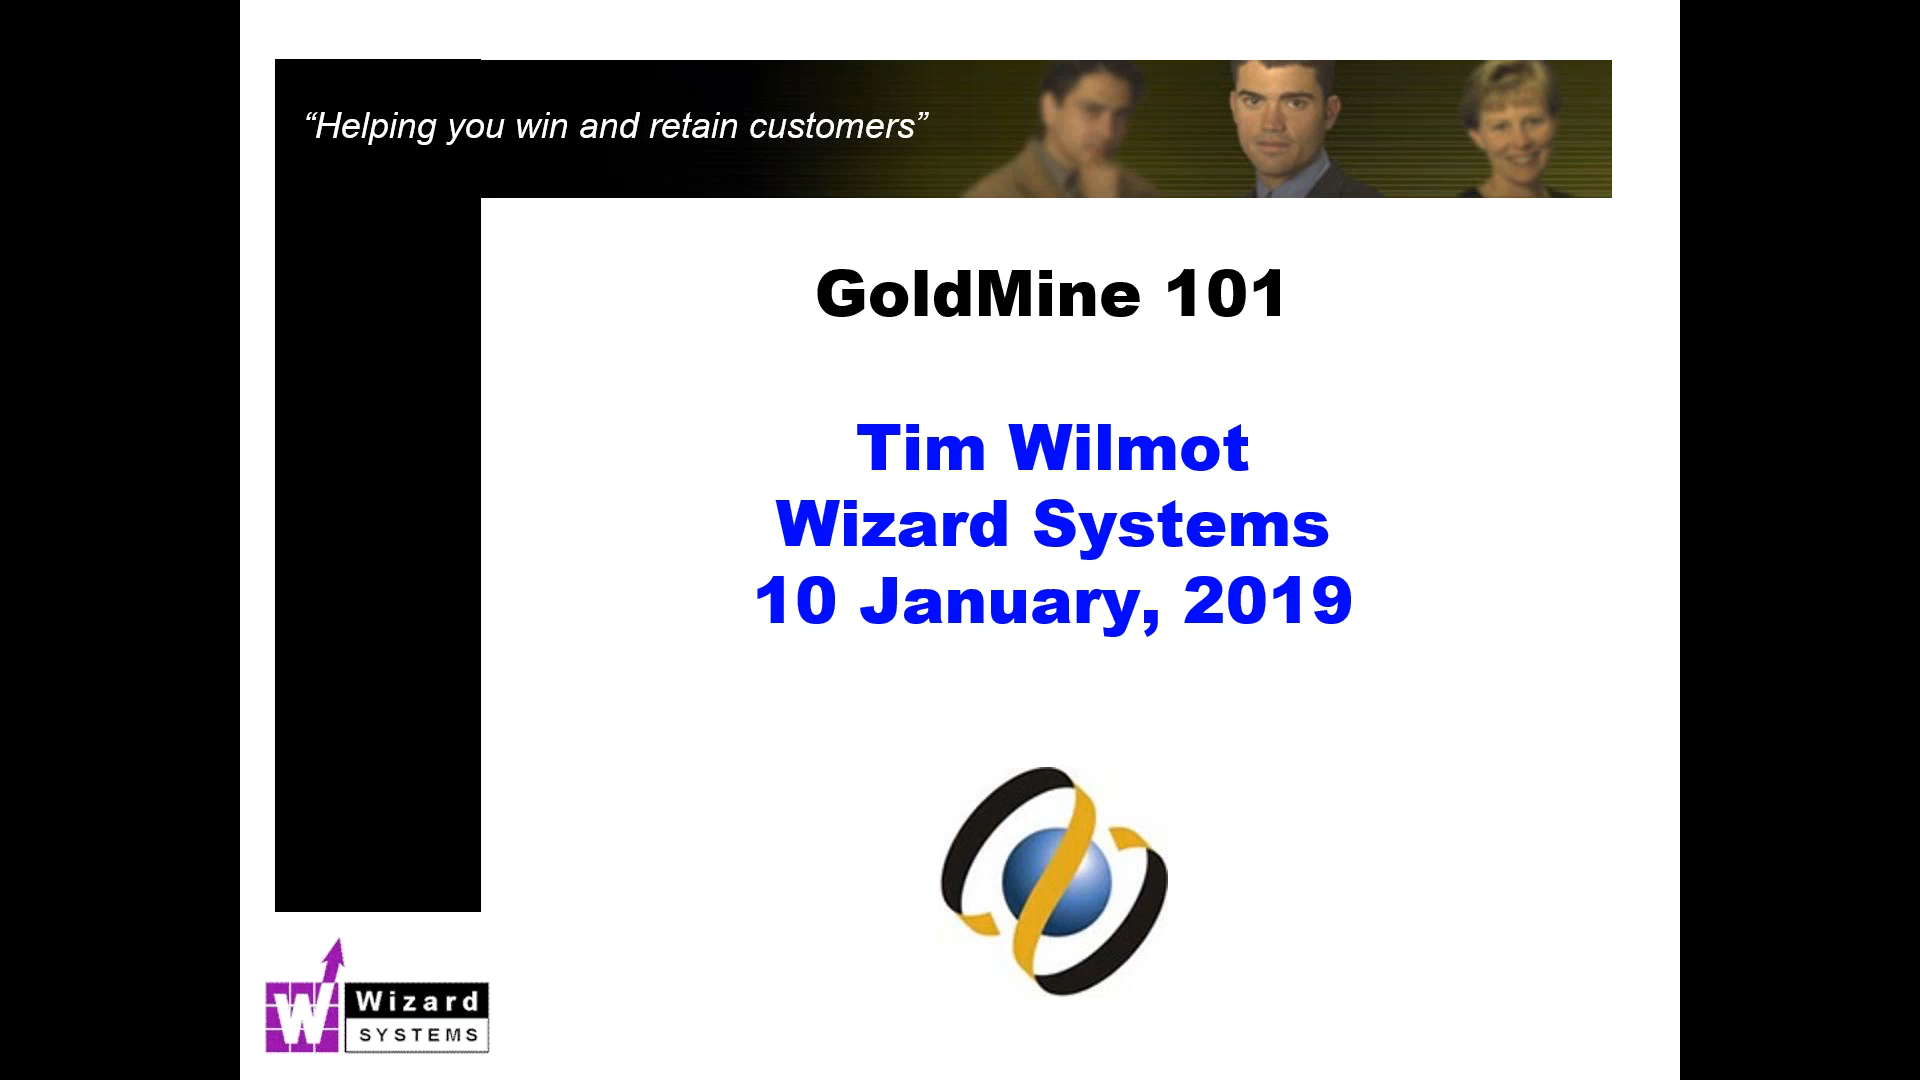 “Helping you win and retain customers”
GoldMine 101
Tim Wilmot
Wizard Systems
10 January, 2019
W Wizard
SYSTEMS